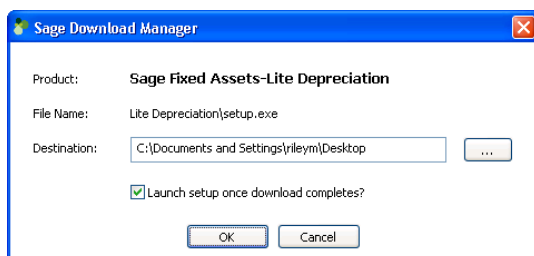 Sage Download Manager
Product: Sage Fixed Assets-Lite Depreciation
File Name: Lite Depreciation\setup.exe
Destination: C:\Documents and Settings\rileym\Desktop ...
Launch setup once download completes?
OK Cancel